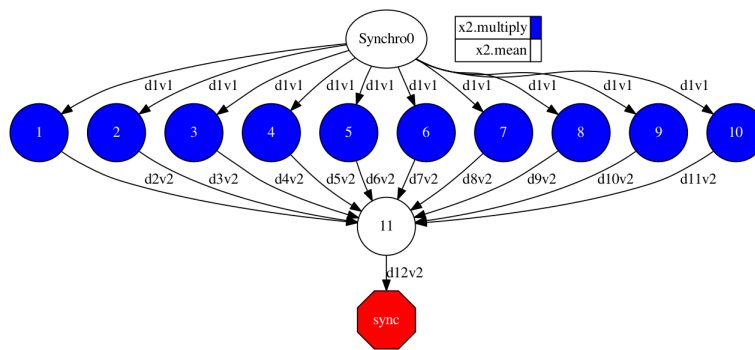 Synchro0
x2.multiply
x2.mean
d1v1 d1v1 d1v1 d1v1 d1v1 d1v1 d1v1 d1v1 d1v1 d1v1
1 2 3 4 5 6 7 8 9 10
d2v2 d3v2 d4v2 d5v2 d6v2 d7v2 d8v2 d9v2 d10v2 d11v2
11
d12v2
sync